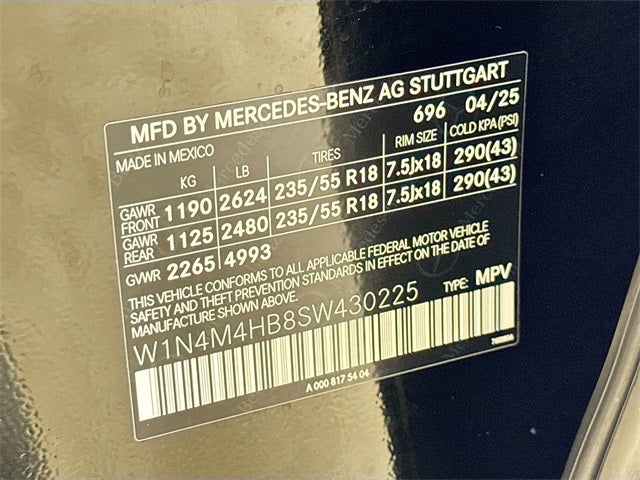 MFD BY MERCEDES-BENZ AG STUTTGART
696 04/25
MADE IN MEXICO
KG LB TIRES RIM SIZE COLD KPA(PSI)
GAWR FRONT 1190 2624 235/55 R18 7.5Jx18 290(43)
GAWR REAR 1125 2480 235/55 R18 7.5Jx18 290(43)
GVWR 2265 4993
THIS VEHICLE CONFORMS TO ALL APPLICABLE FEDERAL MOTOR VEHICLE
SAFETY AND THEFT PREVENTION STANDARDS IN EFFECT ON THE DATE OF
MANUFACTURE SHOWN ABOVE.
W1N4M4HB8SW430225 TYPE: MPV
A 000 817 54 04